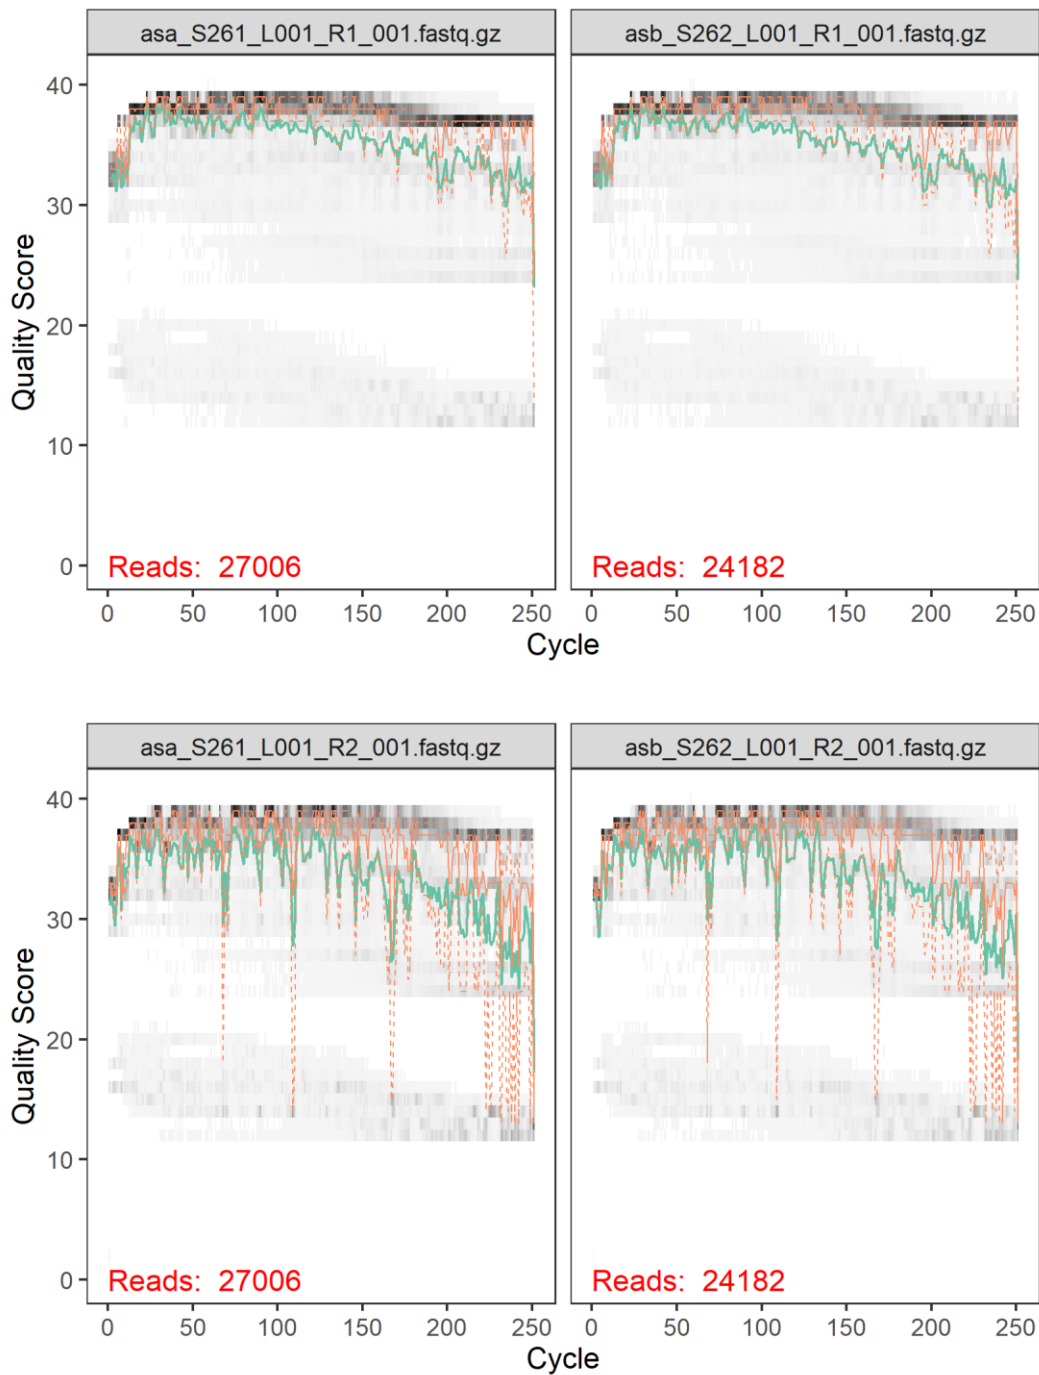 asa_S261_L001_R1_001.fastq.gz asb_S262_L001_R1_001.fastq.gz
40
30
20
10
0
Quality Score
Reads: 27006 Reads: 24182
0 50 100 150 200 250 0 50 100 150 200 250
Cycle
asa_S261_L001_R2_001.fastq.gz asb_S262_L001_R2_001.fastq.gz
40
30
20
10
0
Quality Score
Reads: 27006 Reads: 24182
0 50 100 150 200 250 0 50 100 150 200 250
Cycle